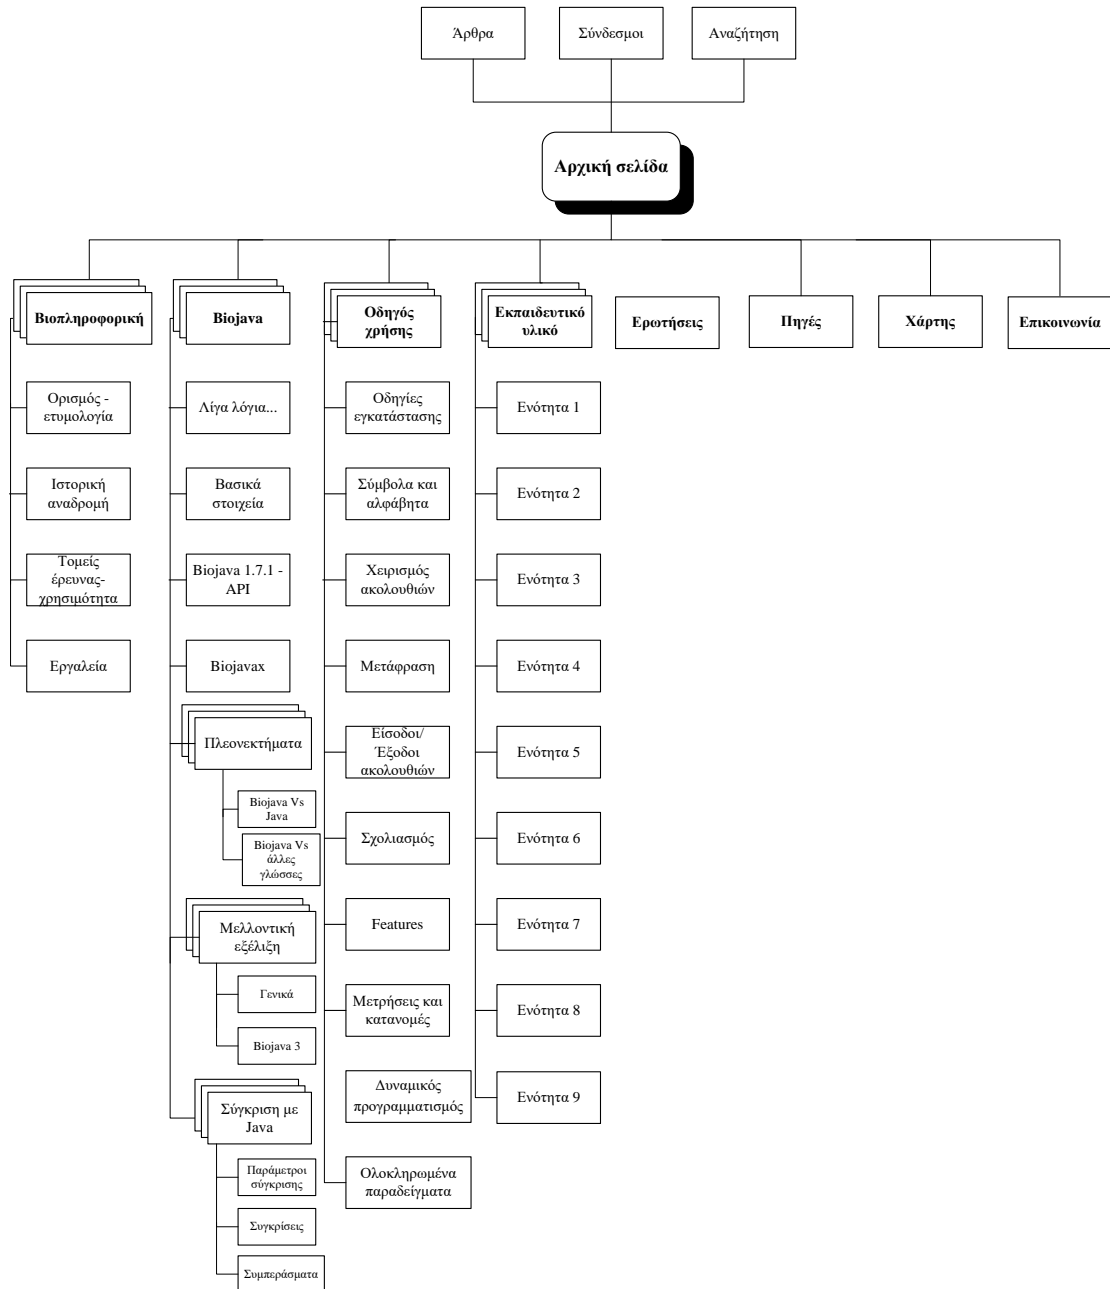 Άρθρα
Σύνδεσμοι
Αναζήτηση
Αρχική σελίδα
Βιοπληροφορική
Biojava
Οδηγός
χρήσης
Εκπαιδευτικό
υλικό
Ερωτήσεις
Πηγές
Χάρτης
Επικοινωνία
Ορισμός -
ετυμολογία
Ιστορική
αναδρομή
Τομείς
έρευνας-
χρησιμότητα
Εργαλεία
Λίγα λόγια...
Βασικά
στοιχεία
Biojava 1.7.1 -
API
Biojavax
Πλεονεκτήματα
Biojava Vs
Java
Biojava Vs
άλλες
γλώσσες
Μελλοντική
εξέλιξη
Γενικά
Biojava 3
Σύγκριση με
Java
Παράμετροι
σύγκρισης
Συγκρίσεις
Συμπεράσματα
Οδηγίες
εγκατάστασης
Σύμβολα και
αλφάβητα
Χειρισμός
ακολουθιών
Μετάφραση
Είσοδοι/
Έξοδοι
ακολουθιών
Σχολιασμός
Features
Μετρήσεις και
κατανομές
Δυναμικός
προγραμματισμός
Ολοκληρωμένα
παραδείγματα
Ενότητα 1
Ενότητα 2
Ενότητα 3
Ενότητα 4
Ενότητα 5
Ενότητα 6
Ενότητα 7
Ενότητα 8
Ενότητα 9